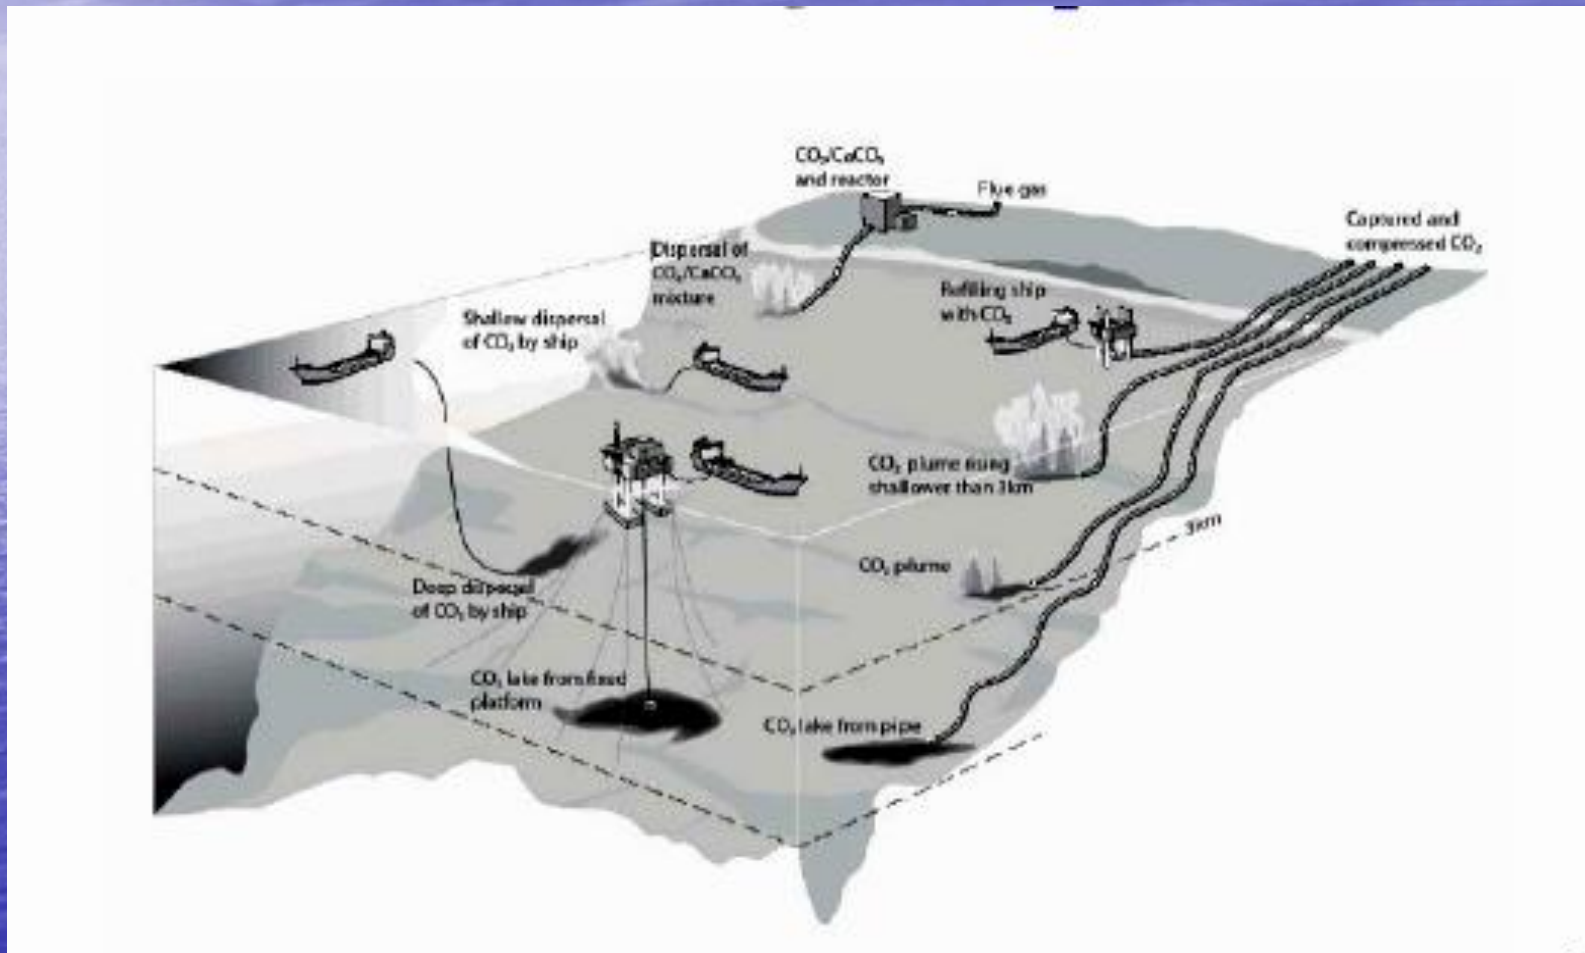 CO₂/CaCO₃
and reactor
Flue gas
Captured and
compressed CO₂
Dispersal of
CO₂/CaCO₃
mixture
Refilling ship
with CO₂
Shallow dispersal
of CO₂ by ship
CO₂ plume rising
shallower than 3km
3km
CO₂ plume
Deep dispersal
of CO₂ by ship
CO₂ lake from fixed
platform
CO₂ lake from pipe